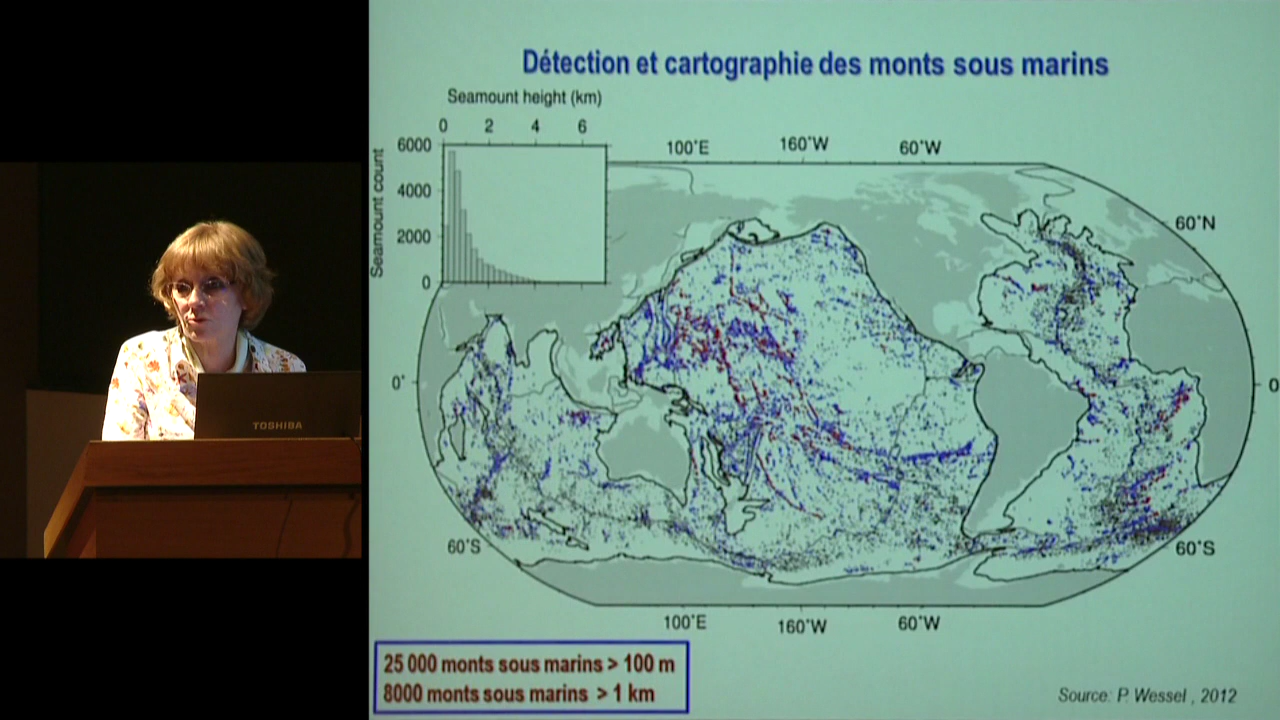 Détection et cartographie des monts sous marins
Seamount height (km)
0 2 4 6
6000
4000
2000
0
Seamount count
100°E 160°W 60°W
60°N
0°
0
60°S
60°S
100°E 160°W 60°W
25 000 monts sous marins > 100 m
8000 monts sous marins > 1 km
Source: P. Wessel , 2012
TOSHIBA